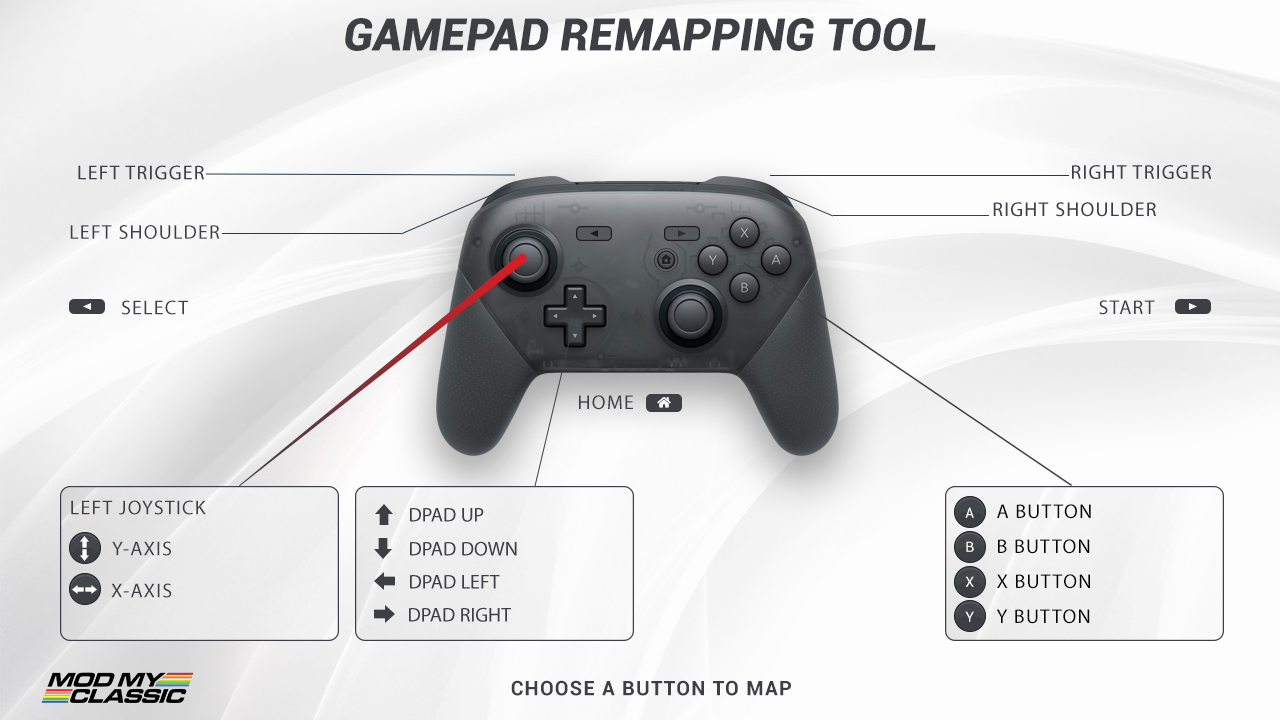 GAMEPAD REMAPPING TOOL
LEFT TRIGGER
RIGHT TRIGGER
RIGHT SHOULDER
LEFT SHOULDER
X
Y
A
B
SELECT
START
HOME
LEFT JOYSTICK
Y-AXIS
X-AXIS
DPAD UP
DPAD DOWN
DPAD LEFT
DPAD RIGHT
A A BUTTON
B B BUTTON
X X BUTTON
Y Y BUTTON
MOD MY
CLASSIC
CHOOSE A BUTTON TO MAP